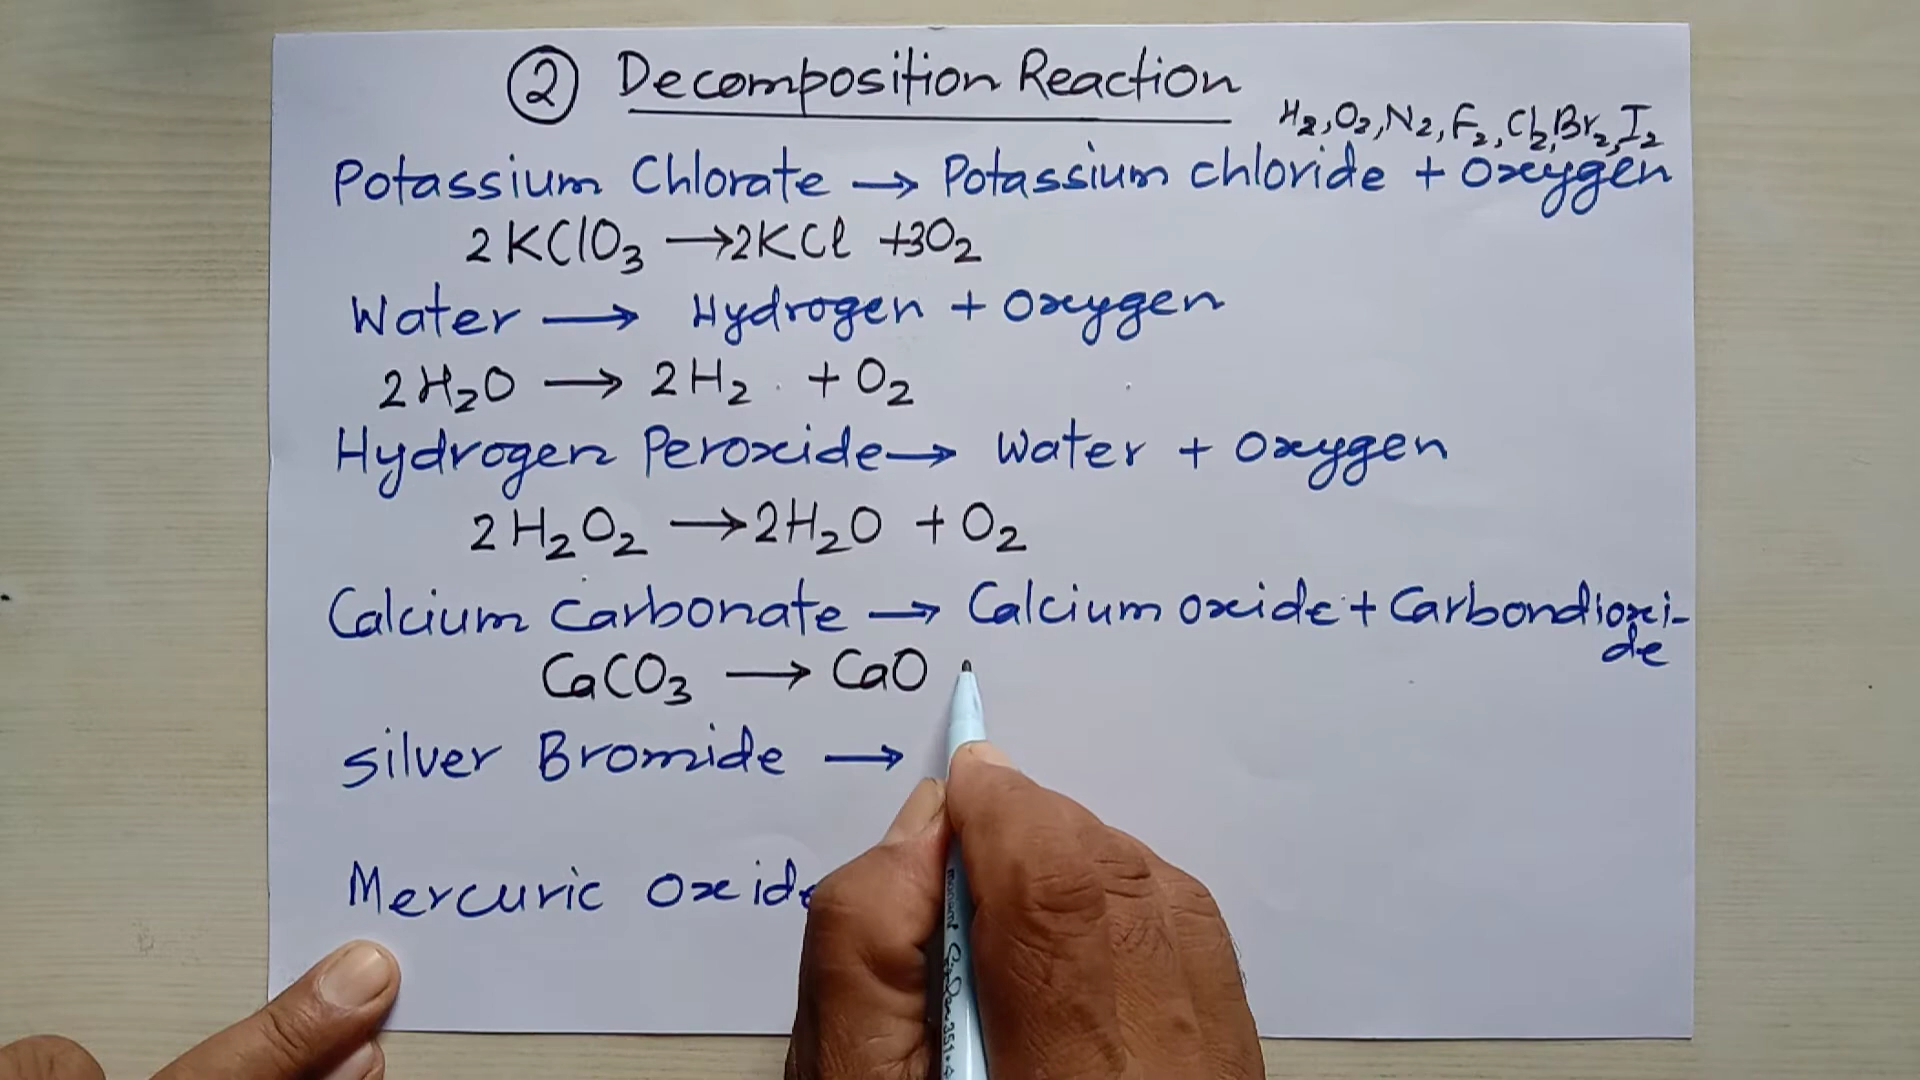 ② Decomposition Reaction
H₂, O₂, N₂, F₂, Cl₂, Br₂, I₂
Potassium Chlorate → Potassium chloride + Oxygen
2KClO₃ → 2KCl + 3O₂
Water → Hydrogen + Oxygen
2H₂O → 2H₂ + O₂
Hydrogen Peroxide → Water + Oxygen
2H₂O₂ → 2H₂O + O₂
Calcium Carbonate → Calcium oxide + Carbondioxi-
de
CaCO₃ → CaO
silver Bromide →
Mercuric Oxide